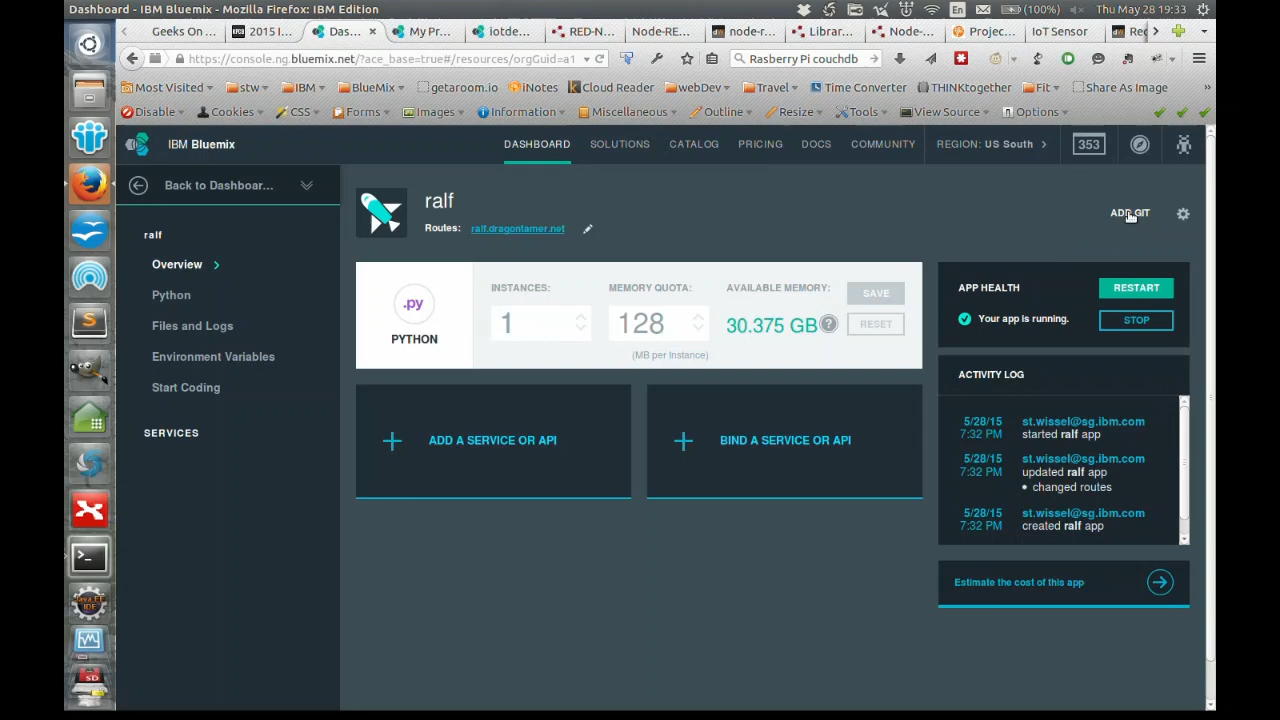 Dashboard - IBM Bluemix - Mozilla Firefox: IBM Edition
En
(100%)
Thu May 28 19:33
Geeks On ...
2015 I...
Das...
My Pr...
iotde...
RED-N...
Node-RE...
node-r...
Librar...
Node-...
Projec...
IoT Sensor
Rec
https://console.ng.bluemix.net/?ace_base=true#/resources/orgGuid=a1
Rasberry Pi couchdb
Most Visited
stw
IBM
BlueMix
getaroom.io
iNotes
Cloud Reader
webDev
Travel
Time Converter
THINKtogether
Fit
Share As Image
Disable
Cookies
CSS
Forms
Images
Information
Miscellaneous
Outline
Resize
Tools
View Source
Options
IBM Bluemix
DASHBOARD
SOLUTIONS
CATALOG
PRICING
DOCS
COMMUNITY
REGION: US South
353
Back to Dashboar...
ralf
Overview
Python
Files and Logs
Environment Variables
Start Coding
SERVICES
ralf
Routes: ralf.dragontamer.net
ADD GIT
.py
PYTHON
INSTANCES:
1
MEMORY QUOTA:
128
(MB per Instance)
AVAILABLE MEMORY:
30.375 GB ?
SAVE
RESET
ADD A SERVICE OR API
BIND A SERVICE OR API
APP HEALTH
RESTART
Your app is running.
STOP
ACTIVITY LOG
5/28/15 st.wissel@sg.ibm.com
7:32 PM started ralf app
5/28/15 st.wissel@sg.ibm.com
7:32 PM updated ralf app
• changed routes
5/28/15 st.wissel@sg.ibm.com
7:32 PM created ralf app
Estimate the cost of this app